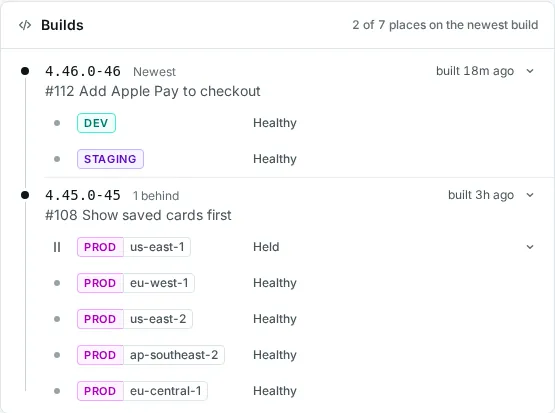 Builds 2 of 7 places on the newest build
4.46.0-46 Newest built 18m ago
#112 Add Apple Pay to checkout
DEV Healthy
STAGING Healthy
4.45.0-45 1 behind built 3h ago
#108 Show saved cards first
PROD us-east-1 Held
PROD eu-west-1 Healthy
PROD us-east-2 Healthy
PROD ap-southeast-2 Healthy
PROD eu-central-1 Healthy